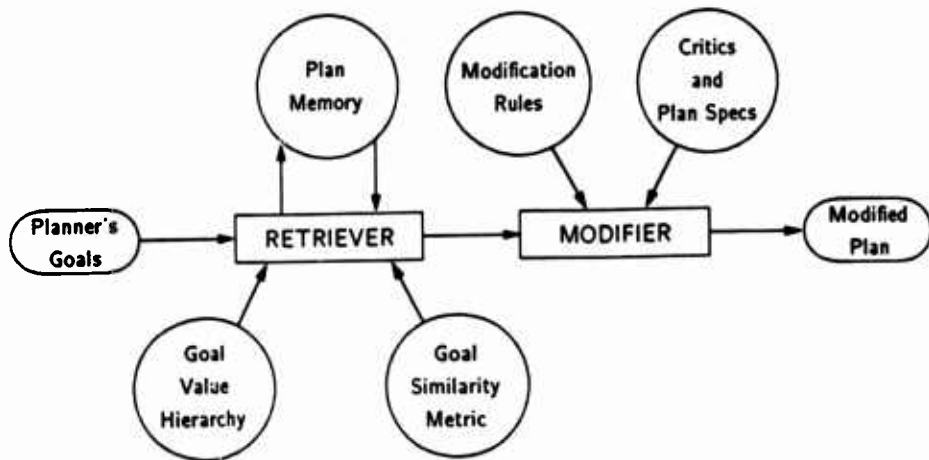 Plan
Memory
Modification
Rules
Critics
and
Plan Specs
Planner's
Goals
RETRIEVER
MODIFIER
Modified
Plan
Goal
Value
Hierarchy
Goal
Similarity
Metric